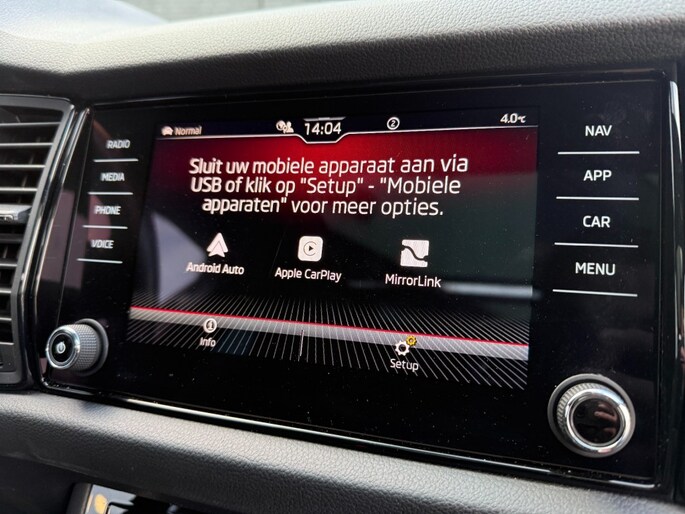 Normal 14:04 2 4.0°C
Sluit uw mobiele apparaat aan via
USB of klik op "Setup" - "Mobiele
apparaten" voor meer opties.
Android Auto Apple CarPlay MirrorLink
Info Setup
RADIO
MEDIA
PHONE
VOICE
NAV
APP
CAR
MENU